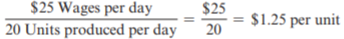 $25 Wages per day / 20 Units produced per day = $25 / 20 = $1.25 per unit